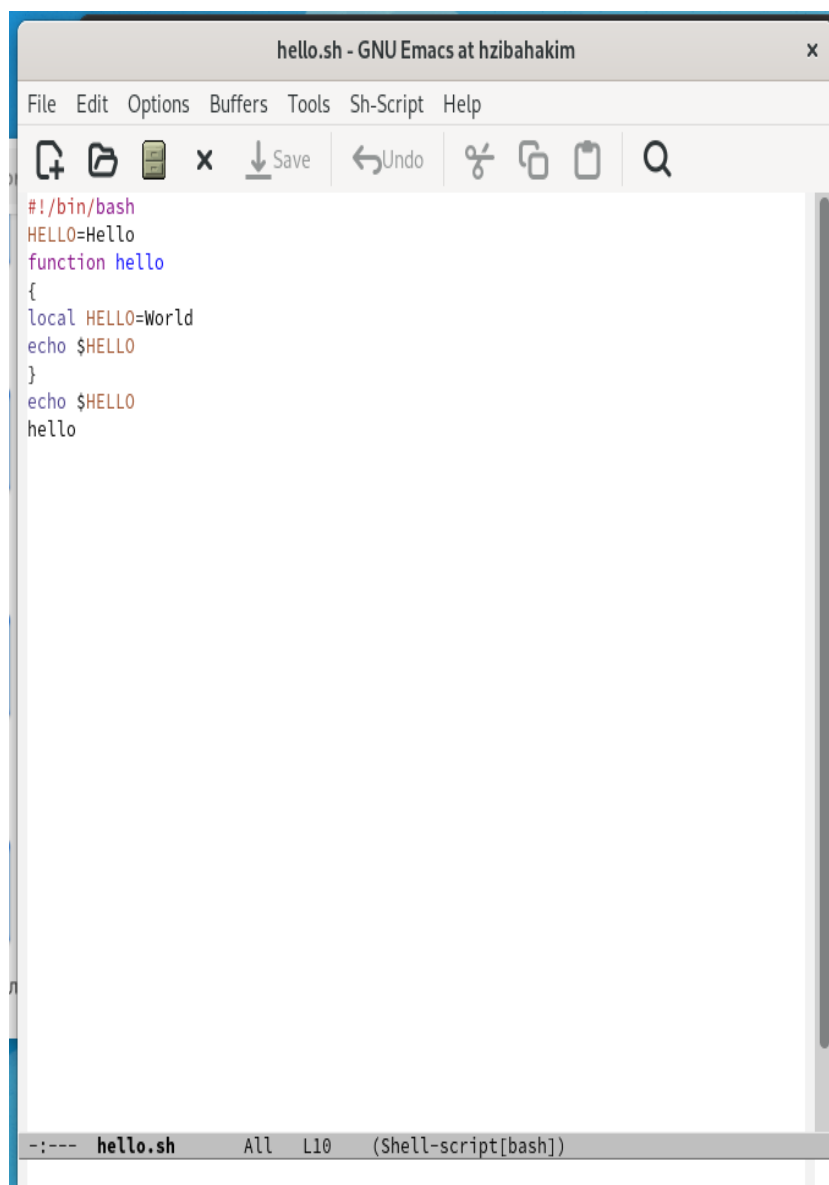 hello.sh - GNU Emacs at hzibahakim
File Edit Options Buffers Tools Sh-Script Help
Save Undo
#!/bin/bash
HELLO=Hello
function hello
{
local HELLO=World
echo $HELLO
}
echo $HELLO
hello
-:--- hello.sh All L10 (Shell-script[bash])